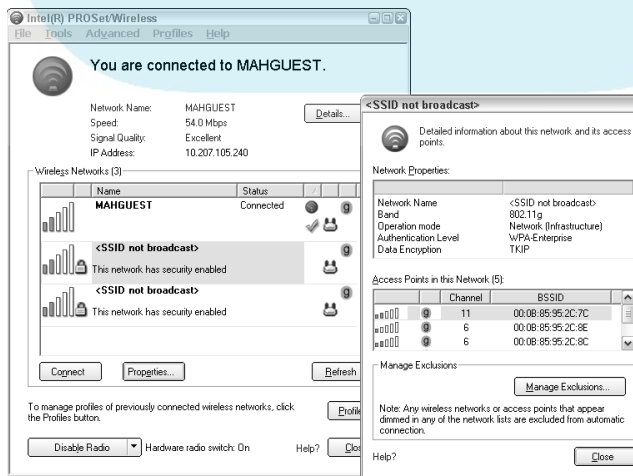 Intel(R) PROSet/Wireless
File Tools Advanced Profiles Help
You are connected to MAHGUEST.
Network Name: MAHGUEST
Speed: 54.0 Mbps
Signal Quality: Excellent
IP Address: 10.207.105.240
Details...
Wireless Networks (3)
Name Status
MAHGUEST Connected
g
<SSID not broadcast>
g
This network has security enabled
<SSID not broadcast>
g
This network has security enabled
Connect Properties... Refresh
To manage profiles of previously connected wireless networks, click
the Profiles button.
Profile
Disable Radio Hardware radio switch: On Help? Clos
<SSID not broadcast>
Detailed information about this network and its access
points.
Network Properties:
Network Name <SSID not broadcast>
Band 802.11g
Operation mode Network (Infrastructure)
Authentication Level WPA-Enterprise
Data Encryption TKIP
Access Points in this Network (5):
Channel BSSID
g 11 00:0B:85:95:2C:7C
g 6 00:0B:85:95:2C:8E
g 6 00:0B:85:95:2C:8C
Manage Exclusions
Manage Exclusions...
Note: Any wireless networks or access points that appear
dimmed in any of the network lists are excluded from automatic
connection.
Help? Close